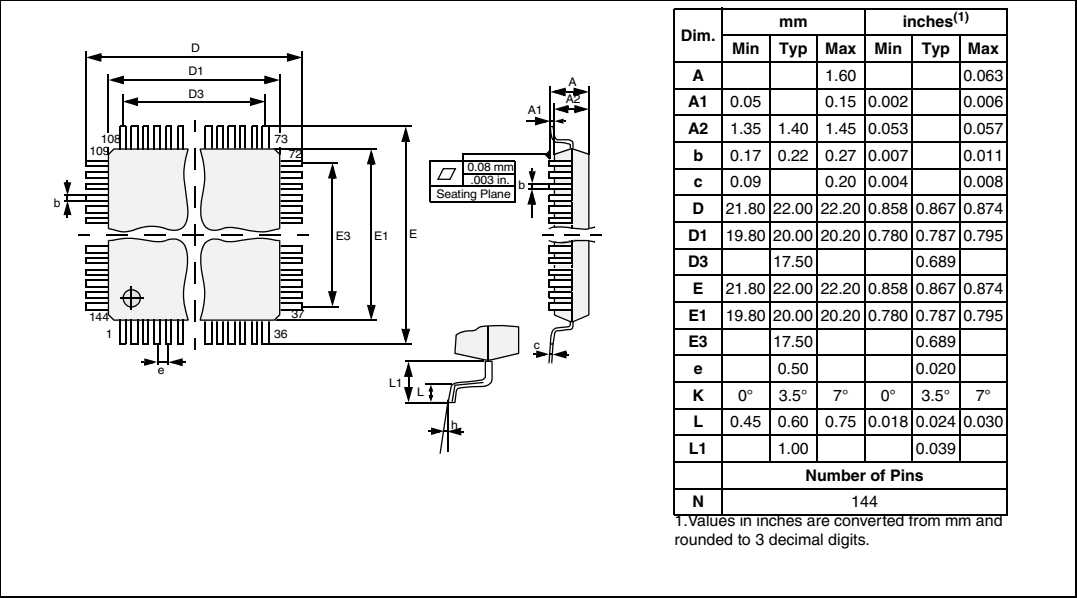 D
D1
D3
108
73
109
72
b
E3
E1
E
144
37
1
36
e
A
A2
A1
0.08 mm
.003 in.
Seating Plane
b
c
L1
L
h
Dim. mm inches(1)
Min Typ Max Min Typ Max
A 1.60 0.063
A1 0.05 0.15 0.002 0.006
A2 1.35 1.40 1.45 0.053 0.057
b 0.17 0.22 0.27 0.007 0.011
c 0.09 0.20 0.004 0.008
D 21.80 22.00 22.20 0.858 0.867 0.874
D1 19.80 20.00 20.20 0.780 0.787 0.795
D3 17.50 0.689
E 21.80 22.00 22.20 0.858 0.867 0.874
E1 19.80 20.00 20.20 0.780 0.787 0.795
E3 17.50 0.689
e 0.50 0.020
K 0° 3.5° 7° 0° 3.5° 7°
L 0.45 0.60 0.75 0.018 0.024 0.030
L1 1.00 0.039
Number of Pins
N 144
1.Values in inches are converted from mm and
rounded to 3 decimal digits.